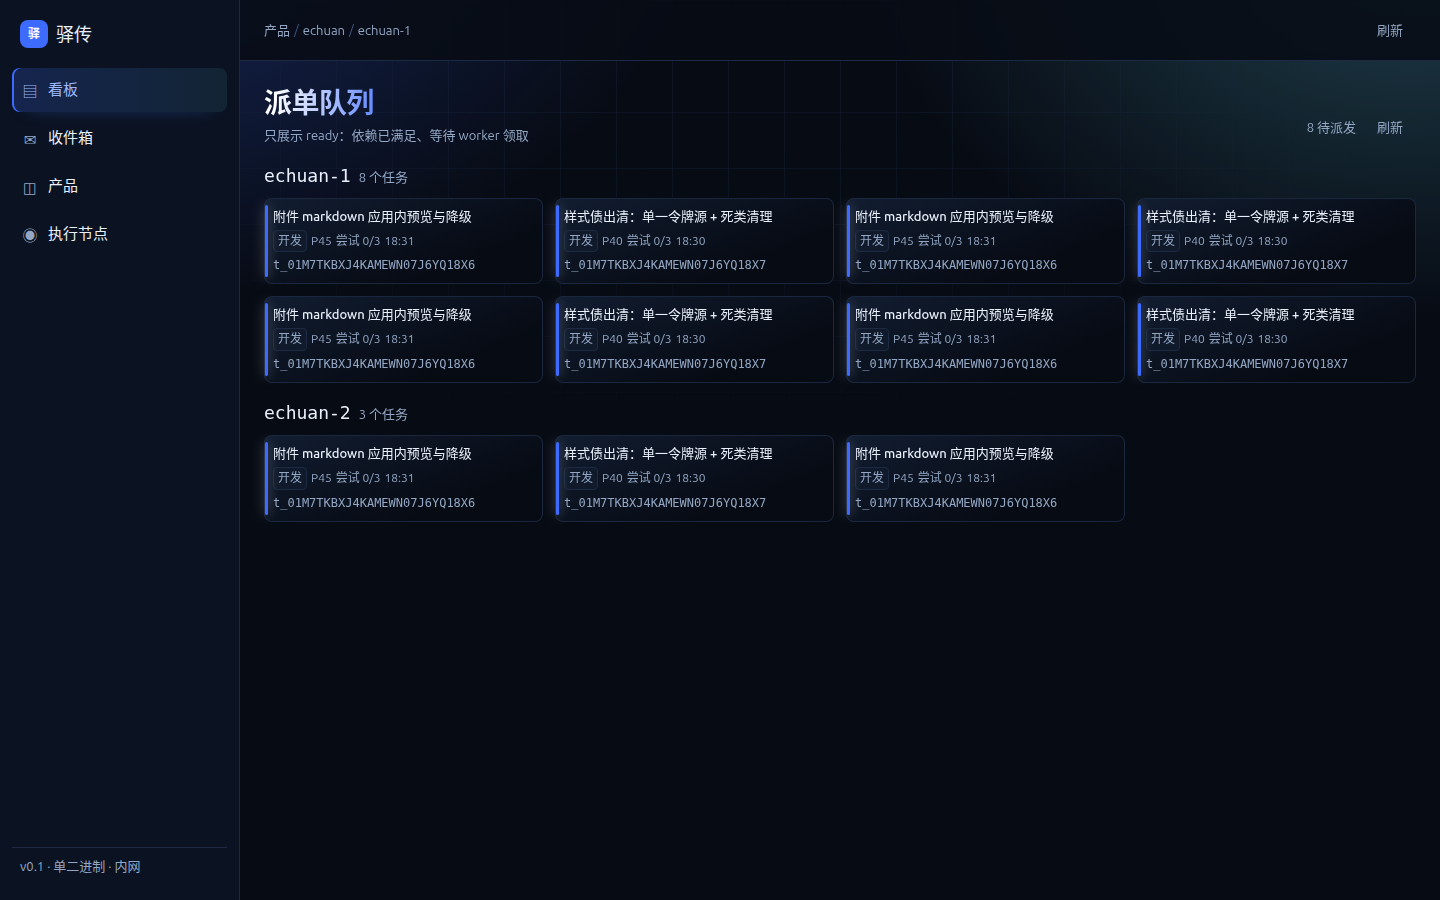 驿 驿传
看板
收件箱
产品
执行节点
v0.1 · 单二进制 · 内网
产品 / echuan / echuan-1
刷新
派单队列
只展示 ready：依赖已满足、等待 worker 领取
8 待派发 刷新
echuan-1 8 个任务
附件 markdown 应用内预览与降级
开发 P45 尝试 0/3 18:31
t_01M7TKBXJ4KAMEWN07J6YQ18X6
样式债出清：单一令牌源 + 死类清理
开发 P40 尝试 0/3 18:30
t_01M7TKBXJ4KAMEWN07J6YQ18X7
附件 markdown 应用内预览与降级
开发 P45 尝试 0/3 18:31
t_01M7TKBXJ4KAMEWN07J6YQ18X6
样式债出清：单一令牌源 + 死类清理
开发 P40 尝试 0/3 18:30
t_01M7TKBXJ4KAMEWN07J6YQ18X7
附件 markdown 应用内预览与降级
开发 P45 尝试 0/3 18:31
t_01M7TKBXJ4KAMEWN07J6YQ18X6
样式债出清：单一令牌源 + 死类清理
开发 P40 尝试 0/3 18:30
t_01M7TKBXJ4KAMEWN07J6YQ18X7
附件 markdown 应用内预览与降级
开发 P45 尝试 0/3 18:31
t_01M7TKBXJ4KAMEWN07J6YQ18X6
样式债出清：单一令牌源 + 死类清理
开发 P40 尝试 0/3 18:30
t_01M7TKBXJ4KAMEWN07J6YQ18X7
echuan-2 3 个任务
附件 markdown 应用内预览与降级
开发 P45 尝试 0/3 18:31
t_01M7TKBXJ4KAMEWN07J6YQ18X6
样式债出清：单一令牌源 + 死类清理
开发 P40 尝试 0/3 18:30
t_01M7TKBXJ4KAMEWN07J6YQ18X7
附件 markdown 应用内预览与降级
开发 P45 尝试 0/3 18:31
t_01M7TKBXJ4KAMEWN07J6YQ18X6